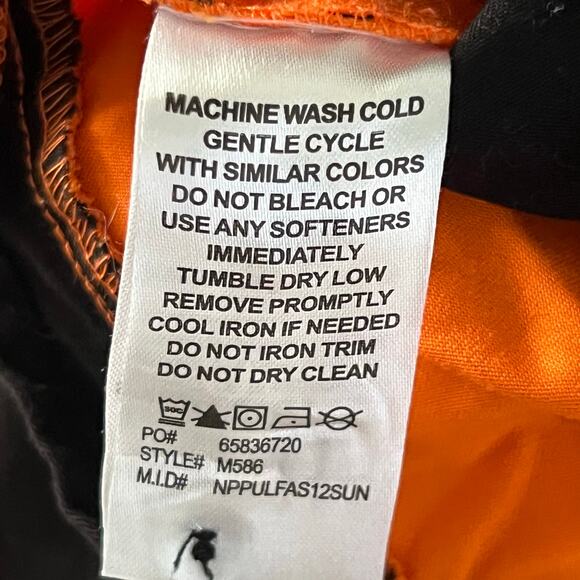 MACHINE WASH COLD
GENTLE CYCLE
WITH SIMILAR COLORS
DO NOT BLEACH OR
USE ANY SOFTENERS
IMMEDIATELY
TUMBLE DRY LOW
REMOVE PROMPTLY
COOL IRON IF NEEDED
DO NOT IRON TRIM
DO NOT DRY CLEAN
30C
PO# 65836720
STYLE# M586
M.I.D# NPPULFAS12SUN